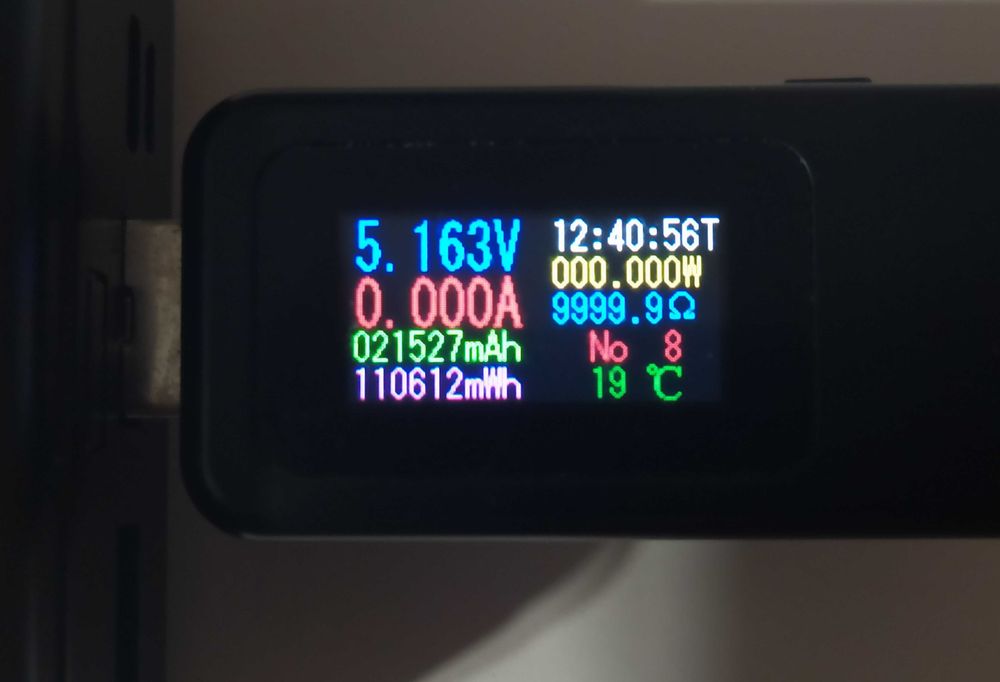 5.163V
0.000A
021527mAh
110612mWh
12:40:56T
000.000W
9999.9Ω
No 8
19 ℃